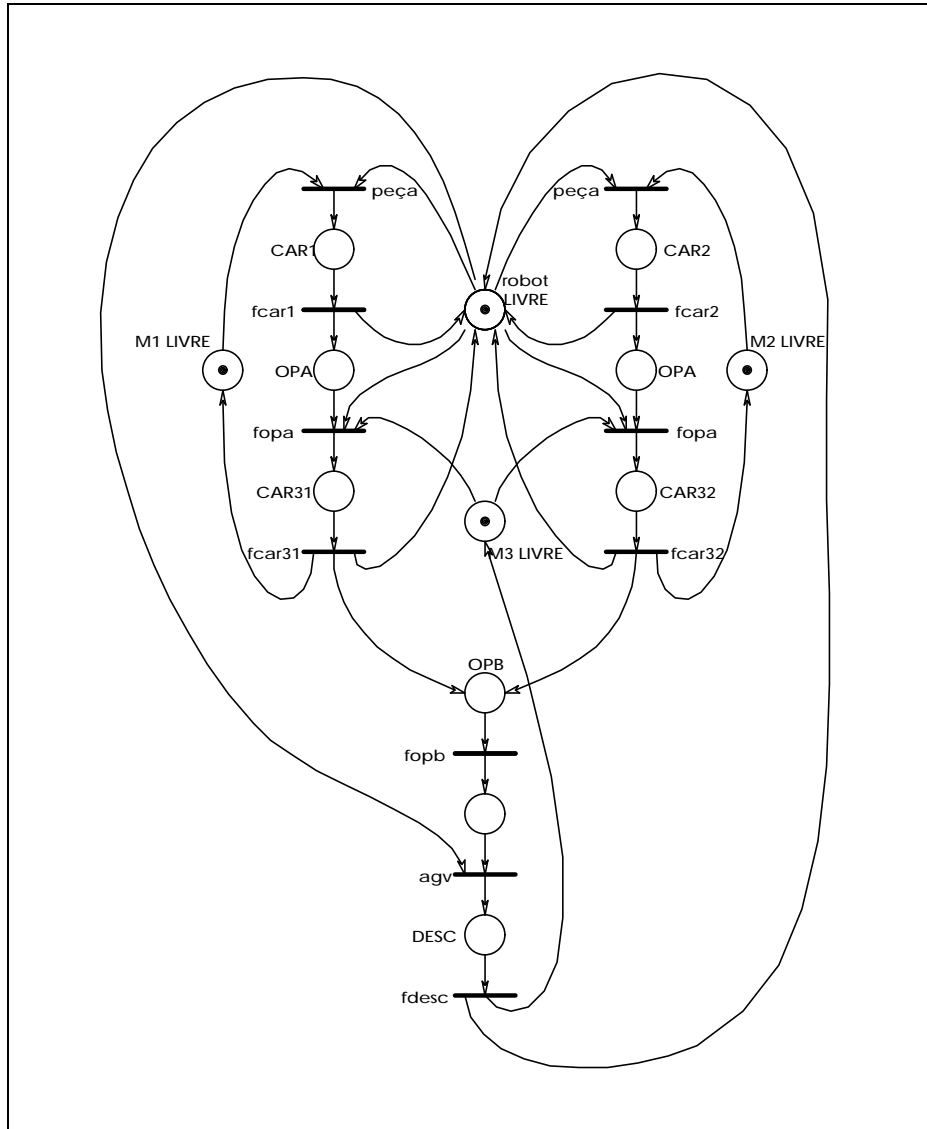 peça
peça
CAR1
CAR2
robot
LIVRE
fcar1
fcar2
M1 LIVRE
M2 LIVRE
OPA
OPA
fopa
fopa
CAR31
CAR32
fcar31
M3 LIVRE
fcar32
OPB
fopb
agv
DESC
fdesc